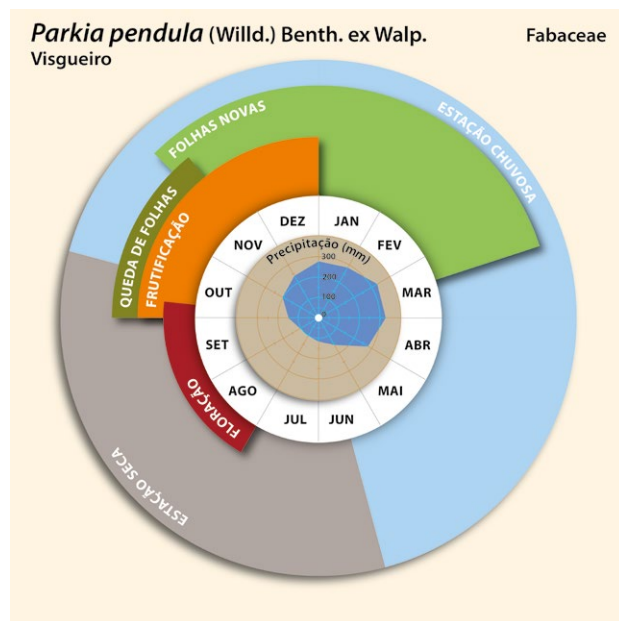 Parkia pendula (Willd.) Benth. ex Walp.
Fabaceae
Visgueiro
ESTAÇÃO CHUVOSA
FOLHAS NOVAS
QUEDA DE FOLHAS
FRUTIFICAÇÃO
FLORAÇÃO
ESTAÇÃO SECA
JAN
FEV
MAR
ABR
MAI
JUN
JUL
AGO
SET
OUT
NOV
DEZ
Precipitação (mm)
300
200
100
0